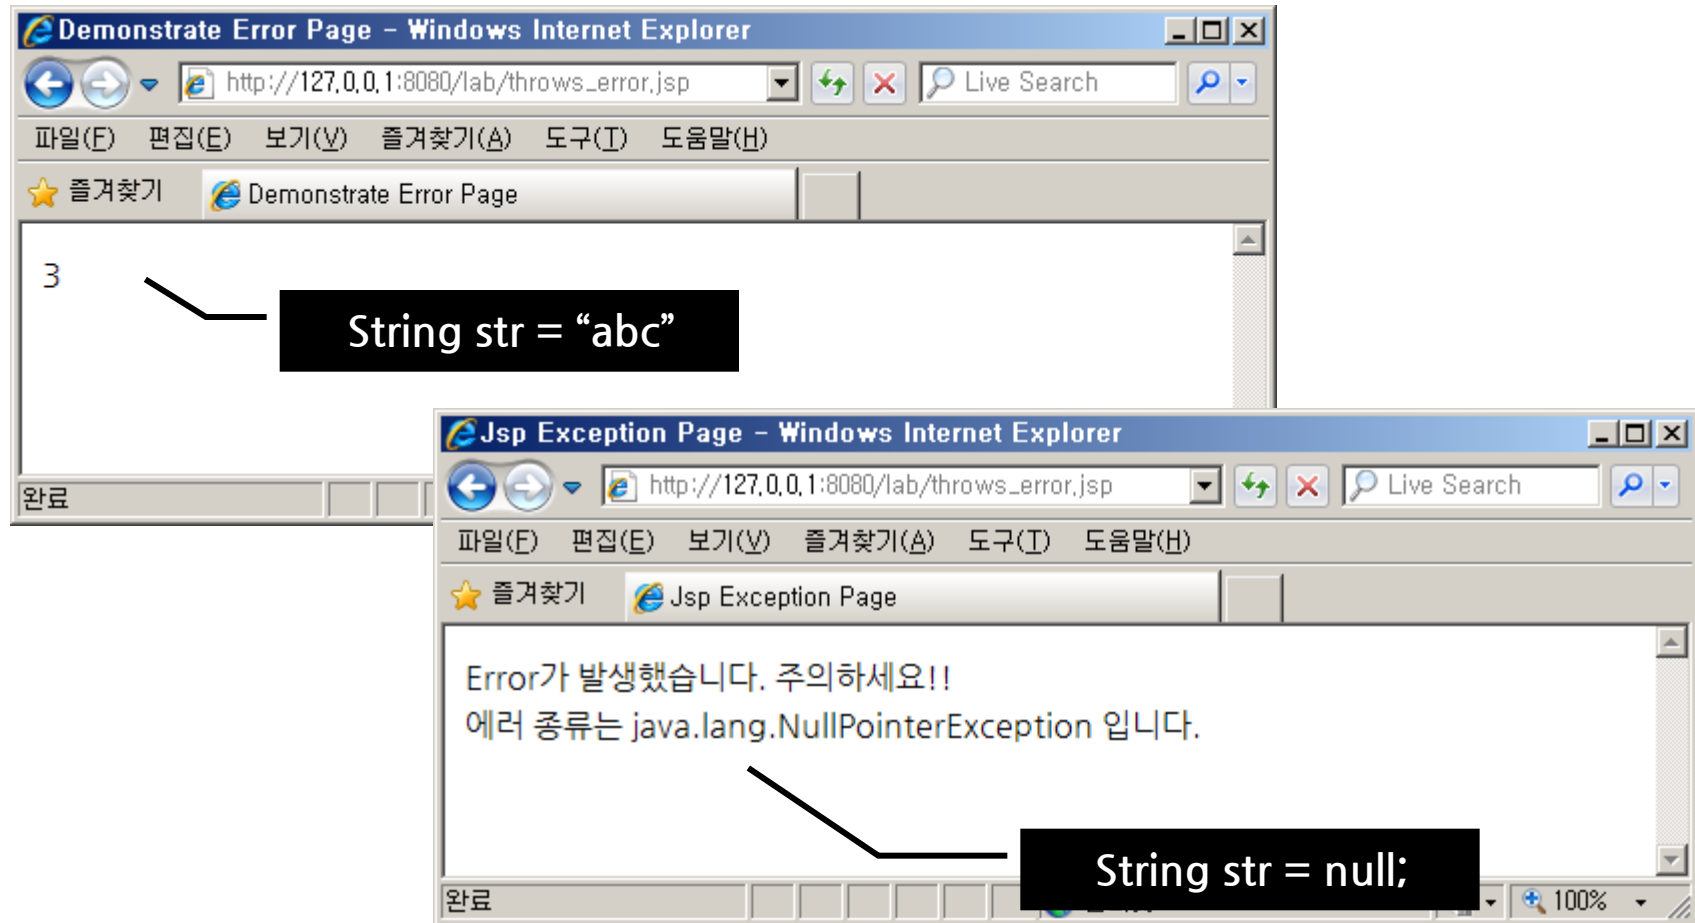 Demonstrate Error Page - Windows Internet Explorer
http://127.0.0.1:8080/lab/throws_error.jsp
Live Search
파일(F) 편집(E) 보기(V) 즐겨찾기(A) 도구(T) 도움말(H)
즐겨찾기
Demonstrate Error Page
3
String str = “abc”
완료
Jsp Exception Page - Windows Internet Explorer
http://127.0.0.1:8080/lab/throws_error.jsp
Live Search
파일(F) 편집(E) 보기(V) 즐겨찾기(A) 도구(T) 도움말(H)
즐겨찾기
Jsp Exception Page
Error가 발생했습니다. 주의하세요!!
에러 종류는 java.lang.NullPointerException 입니다.
String str = null;
완료
100%